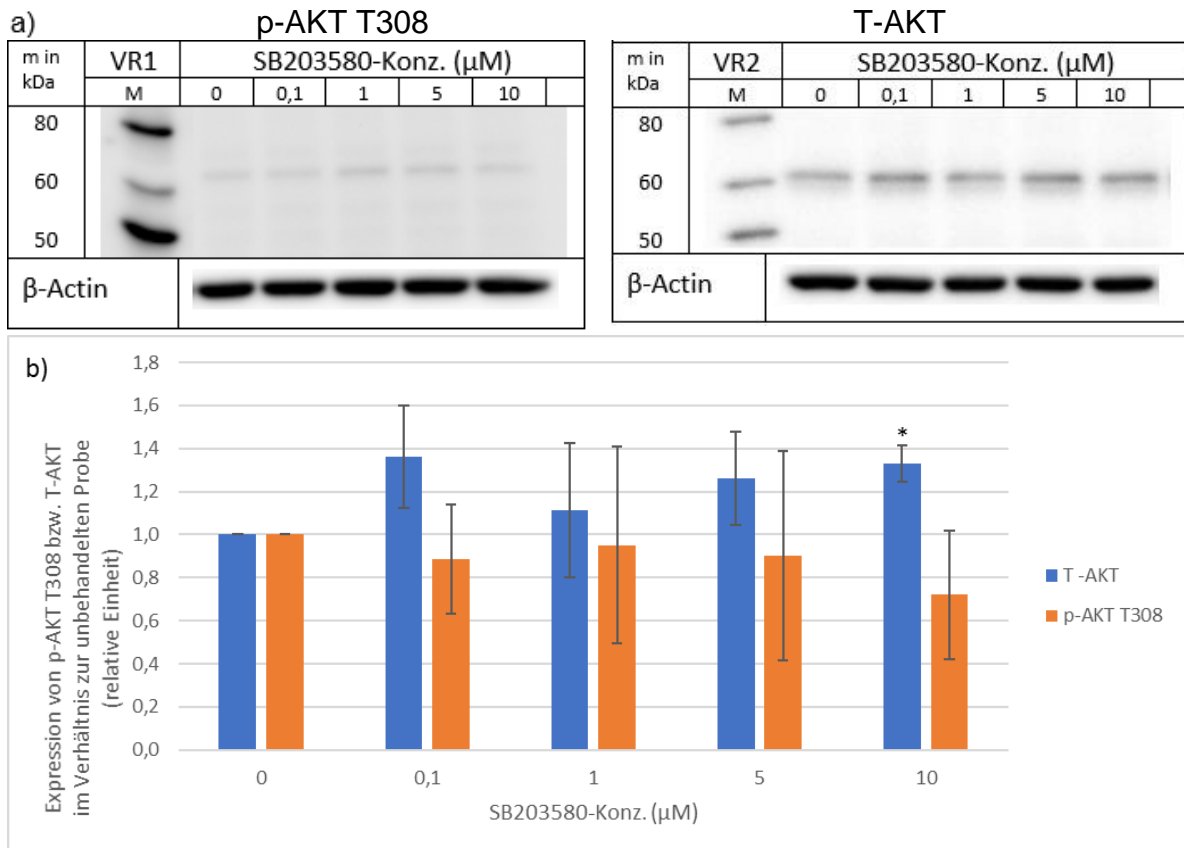 a)
p-AKT T308
T-AKT
m in kDa VR1 SB203580-Konz. (µM)
M 0 0,1 1 5 10
80
60
50
β-Actin
m in kDa VR2 SB203580-Konz. (µM)
M 0 0,1 1 5 10
80
60
50
β-Actin
b)
Expression von p-AKT T308 bzw. T-AKT
im Verhältnis zur unbehandelten Probe
(relative Einheit)
1,8
1,6
1,4
1,2
1,0
0,8
0,6
0,4
0,2
0,0
*
0 0,1 1 5 10
SB203580-Konz. (µM)
T -AKT
p-AKT T308